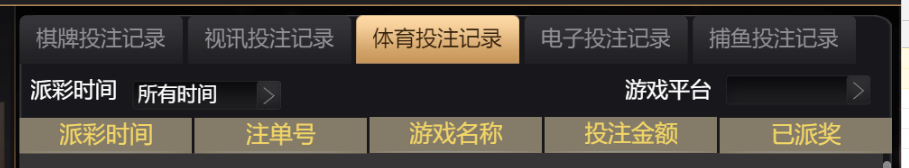 棋牌投注记录 视讯投注记录 体育投注记录 电子投注记录 捕鱼投注记录
派彩时间 所有时间 > 游戏平台 >
派彩时间 注单号 游戏名称 投注金额 已派奖